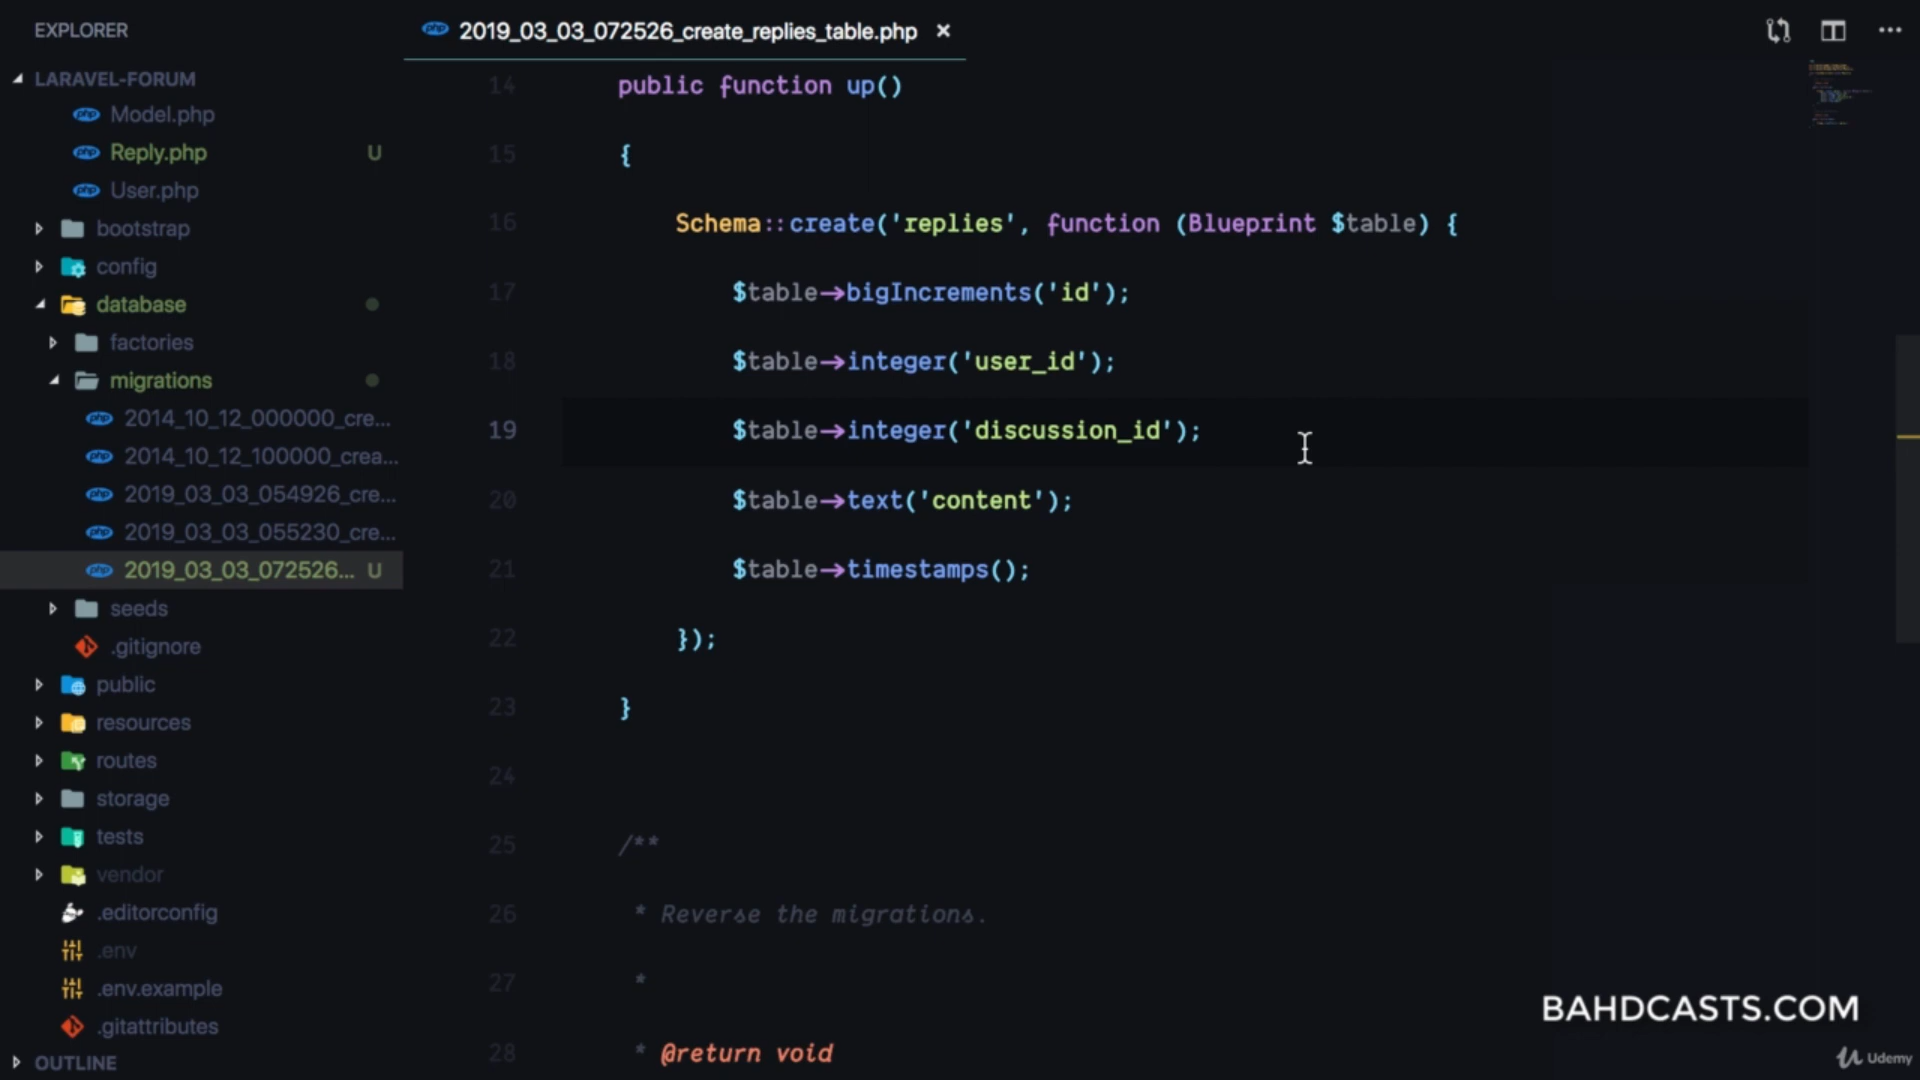 EXPLORER
LARAVEL-FORUM
Model.php
Reply.php U
User.php
bootstrap
config
database
factories
migrations
2014_10_12_000000_cre...
2014_10_12_100000_crea...
2019_03_03_054926_cre...
2019_03_03_055230_cre...
2019_03_03_072526... U
seeds
.gitignore
public
resources
routes
storage
tests
vendor
.editorconfig
.env
.env.example
.gitattributes
OUTLINE
2019_03_03_072526_create_replies_table.php
14 public function up()
15 {
16 Schema::create('replies', function (Blueprint $table) {
17 $table->bigIncrements('id');
18 $table->integer('user_id');
19 $table->integer('discussion_id');
20 $table->text('content');
21 $table->timestamps();
22 });
23 }
24
25 /**
26 * Reverse the migrations.
27 *
28 * @return void
BAHDCASTS.COM
Udemy